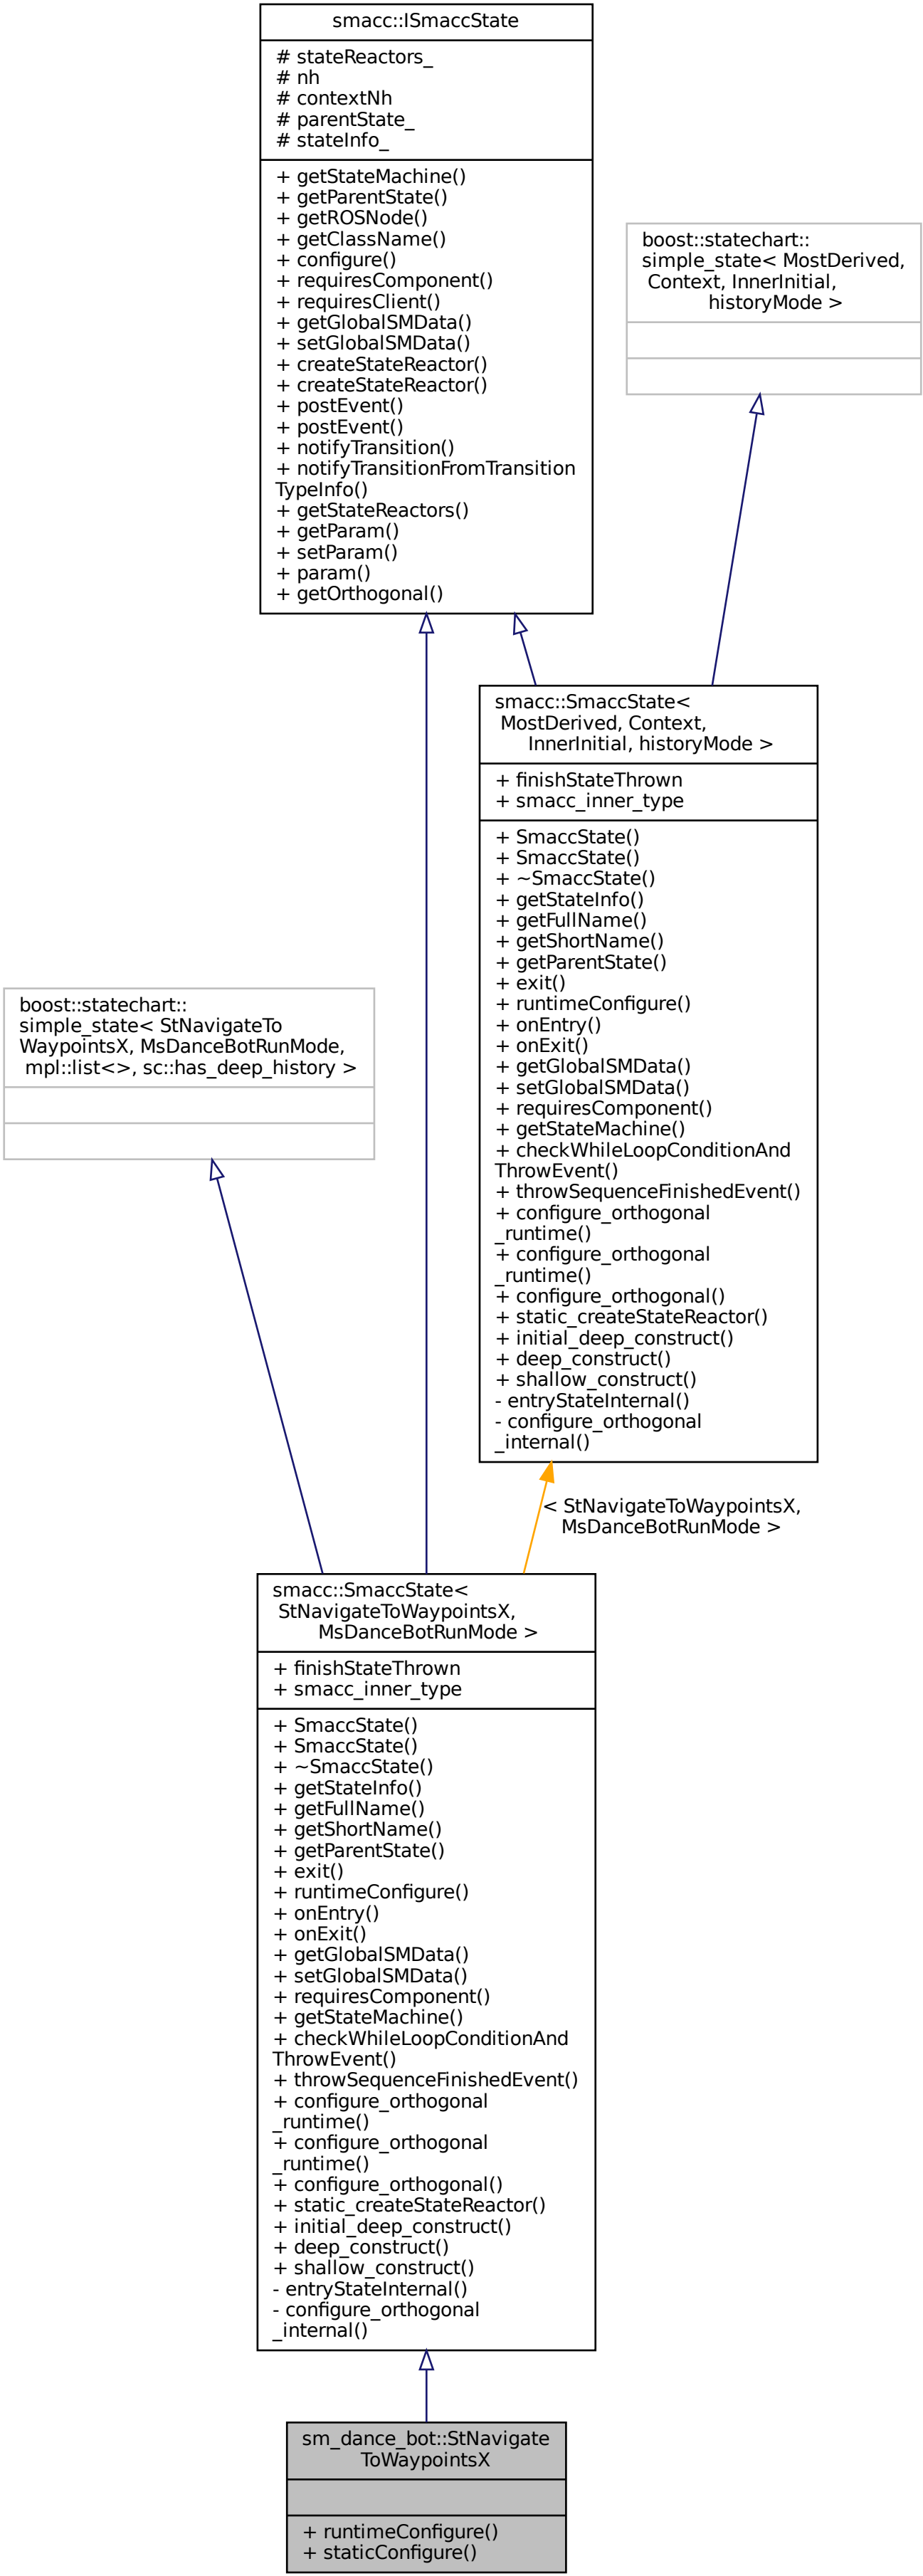 smacc::ISmaccState
# stateReactors_
# nh
# contextNh
# parentState_
# stateInfo_
+ getStateMachine()
+ getParentState()
+ getROSNode()
+ getClassName()
+ configure()
+ requiresComponent()
+ requiresClient()
+ getGlobalSMData()
+ setGlobalSMData()
+ createStateReactor()
+ createStateReactor()
+ postEvent()
+ postEvent()
+ notifyTransition()
+ notifyTransitionFromTransition
TypeInfo()
+ getStateReactors()
+ getParam()
+ setParam()
+ param()
+ getOrthogonal()
boost::statechart::
simple_state< MostDerived,
Context, InnerInitial,
historyMode >
smacc::SmaccState<
MostDerived, Context,
InnerInitial, historyMode >
+ finishStateThrown
+ smacc_inner_type
+ SmaccState()
+ SmaccState()
+ ~SmaccState()
+ getStateInfo()
+ getFullName()
+ getShortName()
+ getParentState()
+ exit()
+ runtimeConfigure()
+ onEntry()
+ onExit()
+ getGlobalSMData()
+ setGlobalSMData()
+ requiresComponent()
+ getStateMachine()
+ checkWhileLoopConditionAnd
ThrowEvent()
+ throwSequenceFinishedEvent()
+ configure_orthogonal
_runtime()
+ configure_orthogonal
_runtime()
+ configure_orthogonal()
+ static_createStateReactor()
+ initial_deep_construct()
+ deep_construct()
+ shallow_construct()
- entryStateInternal()
- configure_orthogonal
_internal()
boost::statechart::
simple_state< StNavigateTo
WaypointsX, MsDanceBotRunMode,
mpl::list<>, sc::has_deep_history >
< StNavigateToWaypointsX,
MsDanceBotRunMode >
smacc::SmaccState<
StNavigateToWaypointsX,
MsDanceBotRunMode >
+ finishStateThrown
+ smacc_inner_type
+ SmaccState()
+ SmaccState()
+ ~SmaccState()
+ getStateInfo()
+ getFullName()
+ getShortName()
+ getParentState()
+ exit()
+ runtimeConfigure()
+ onEntry()
+ onExit()
+ getGlobalSMData()
+ setGlobalSMData()
+ requiresComponent()
+ getStateMachine()
+ checkWhileLoopConditionAnd
ThrowEvent()
+ throwSequenceFinishedEvent()
+ configure_orthogonal
_runtime()
+ configure_orthogonal
_runtime()
+ configure_orthogonal()
+ static_createStateReactor()
+ initial_deep_construct()
+ deep_construct()
+ shallow_construct()
- entryStateInternal()
- configure_orthogonal
_internal()
sm_dance_bot::StNavigate
ToWaypointsX
+ runtimeConfigure()
+ staticConfigure()